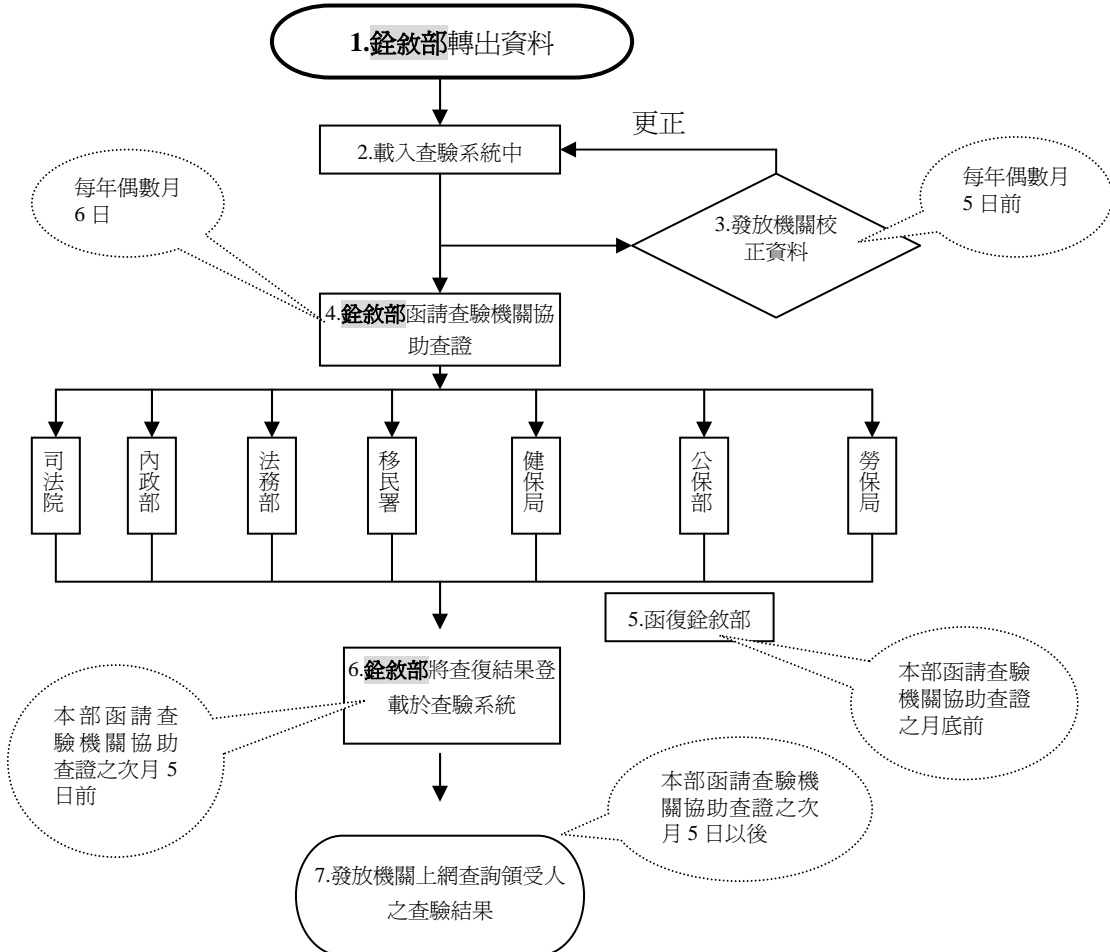 1.銓敘部轉出資料
更正
2.載入查驗系統中
每年偶數月
6 日
每年偶數月
5 日前
3.發放機關校
正資料
4.銓敘部函請查驗機關協
助查證
司法院
內政部
法務部
移民署
健保局
公保部
勞保局
5.函復銓敘部
6.銓敘部將查復結果登
載於查驗系統
本部函請查驗
機關協助查證
之月底前
本部函請查
驗機關協助
查證之次月 5
日前
本部函請查驗機
關協助查證之次
月 5 日以後
7.發放機關上網查詢領受人
之查驗結果